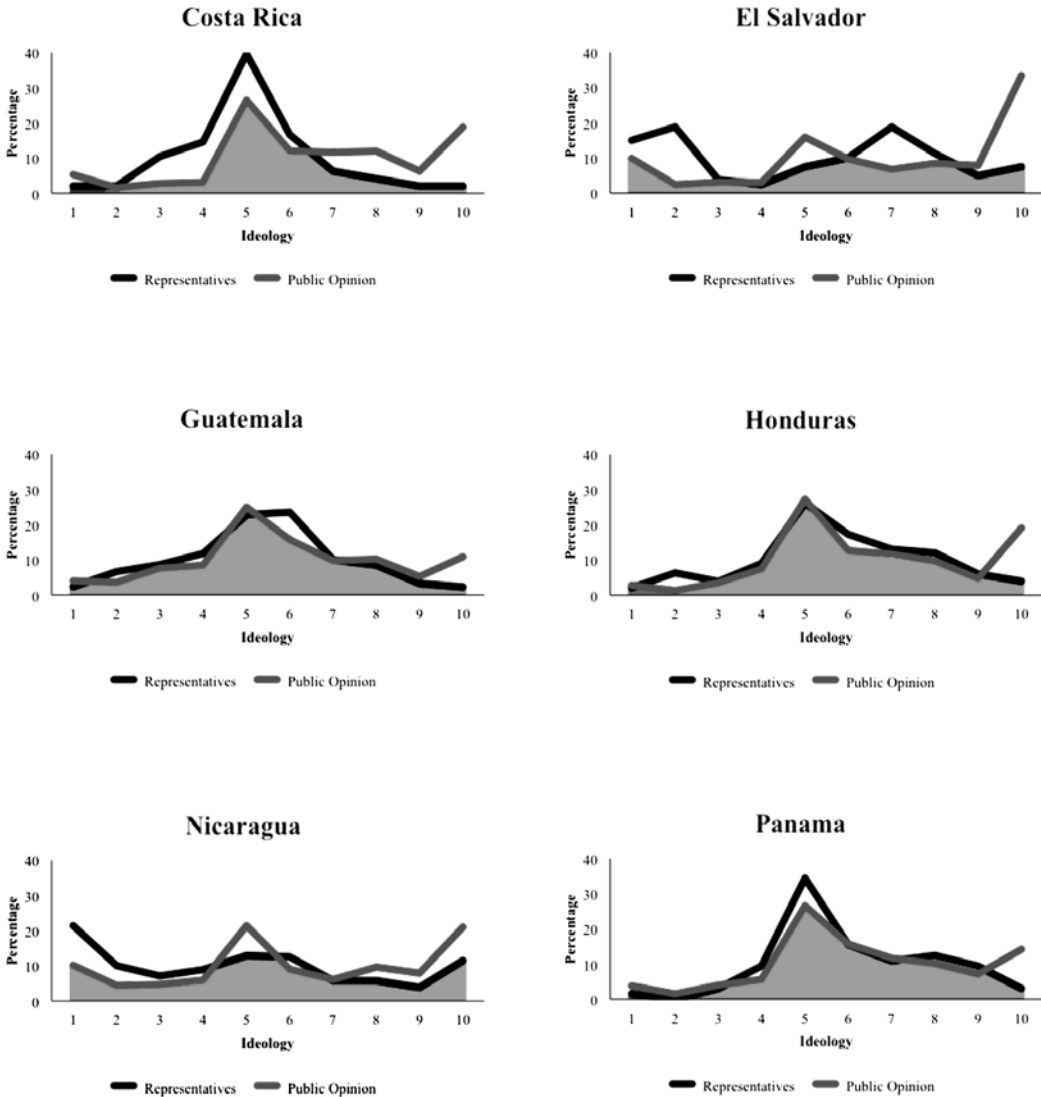 Costa Rica
40
30
20
10
0
Percentage
1 2 3 4 5 6 7 8 9 10
Ideology
Representatives Public Opinion
El Salvador
40
30
20
10
0
Percentage
1 2 3 4 5 6 7 8 9 10
Ideology
Representatives Public Opinion
Guatemala
40
30
20
10
0
Percentage
1 2 3 4 5 6 7 8 9 10
Ideology
Representatives Public Opinion
Honduras
40
30
20
10
0
Percentage
1 2 3 4 5 6 7 8 9 10
Ideology
Representatives Public Opinion
Nicaragua
40
30
20
10
0
Percentage
1 2 3 4 5 6 7 8 9 10
Ideology
Representatives Public Opinion
Panama
40
30
20
10
0
Percentage
1 2 3 4 5 6 7 8 9 10
Ideology
Representatives Public Opinion